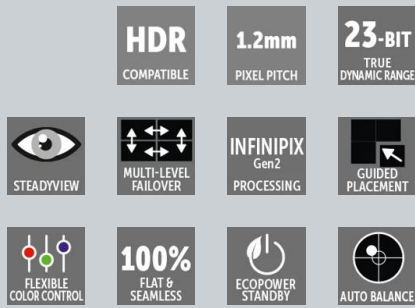 HDR
COMPATIBLE
1.2mm
PIXEL PITCH
23-BIT
TRUE
DYNAMIC RANGE
STEADYVIEW
MULTI-LEVEL
FAILOVER
INFINIPIX
Gen2
PROCESSING
GUIDED
PLACEMENT
FLEXIBLE
COLOR CONTROL
100%
FLAT &
SEAMLESS
ECOPOWER
STANDBY
AUTO BALANCE